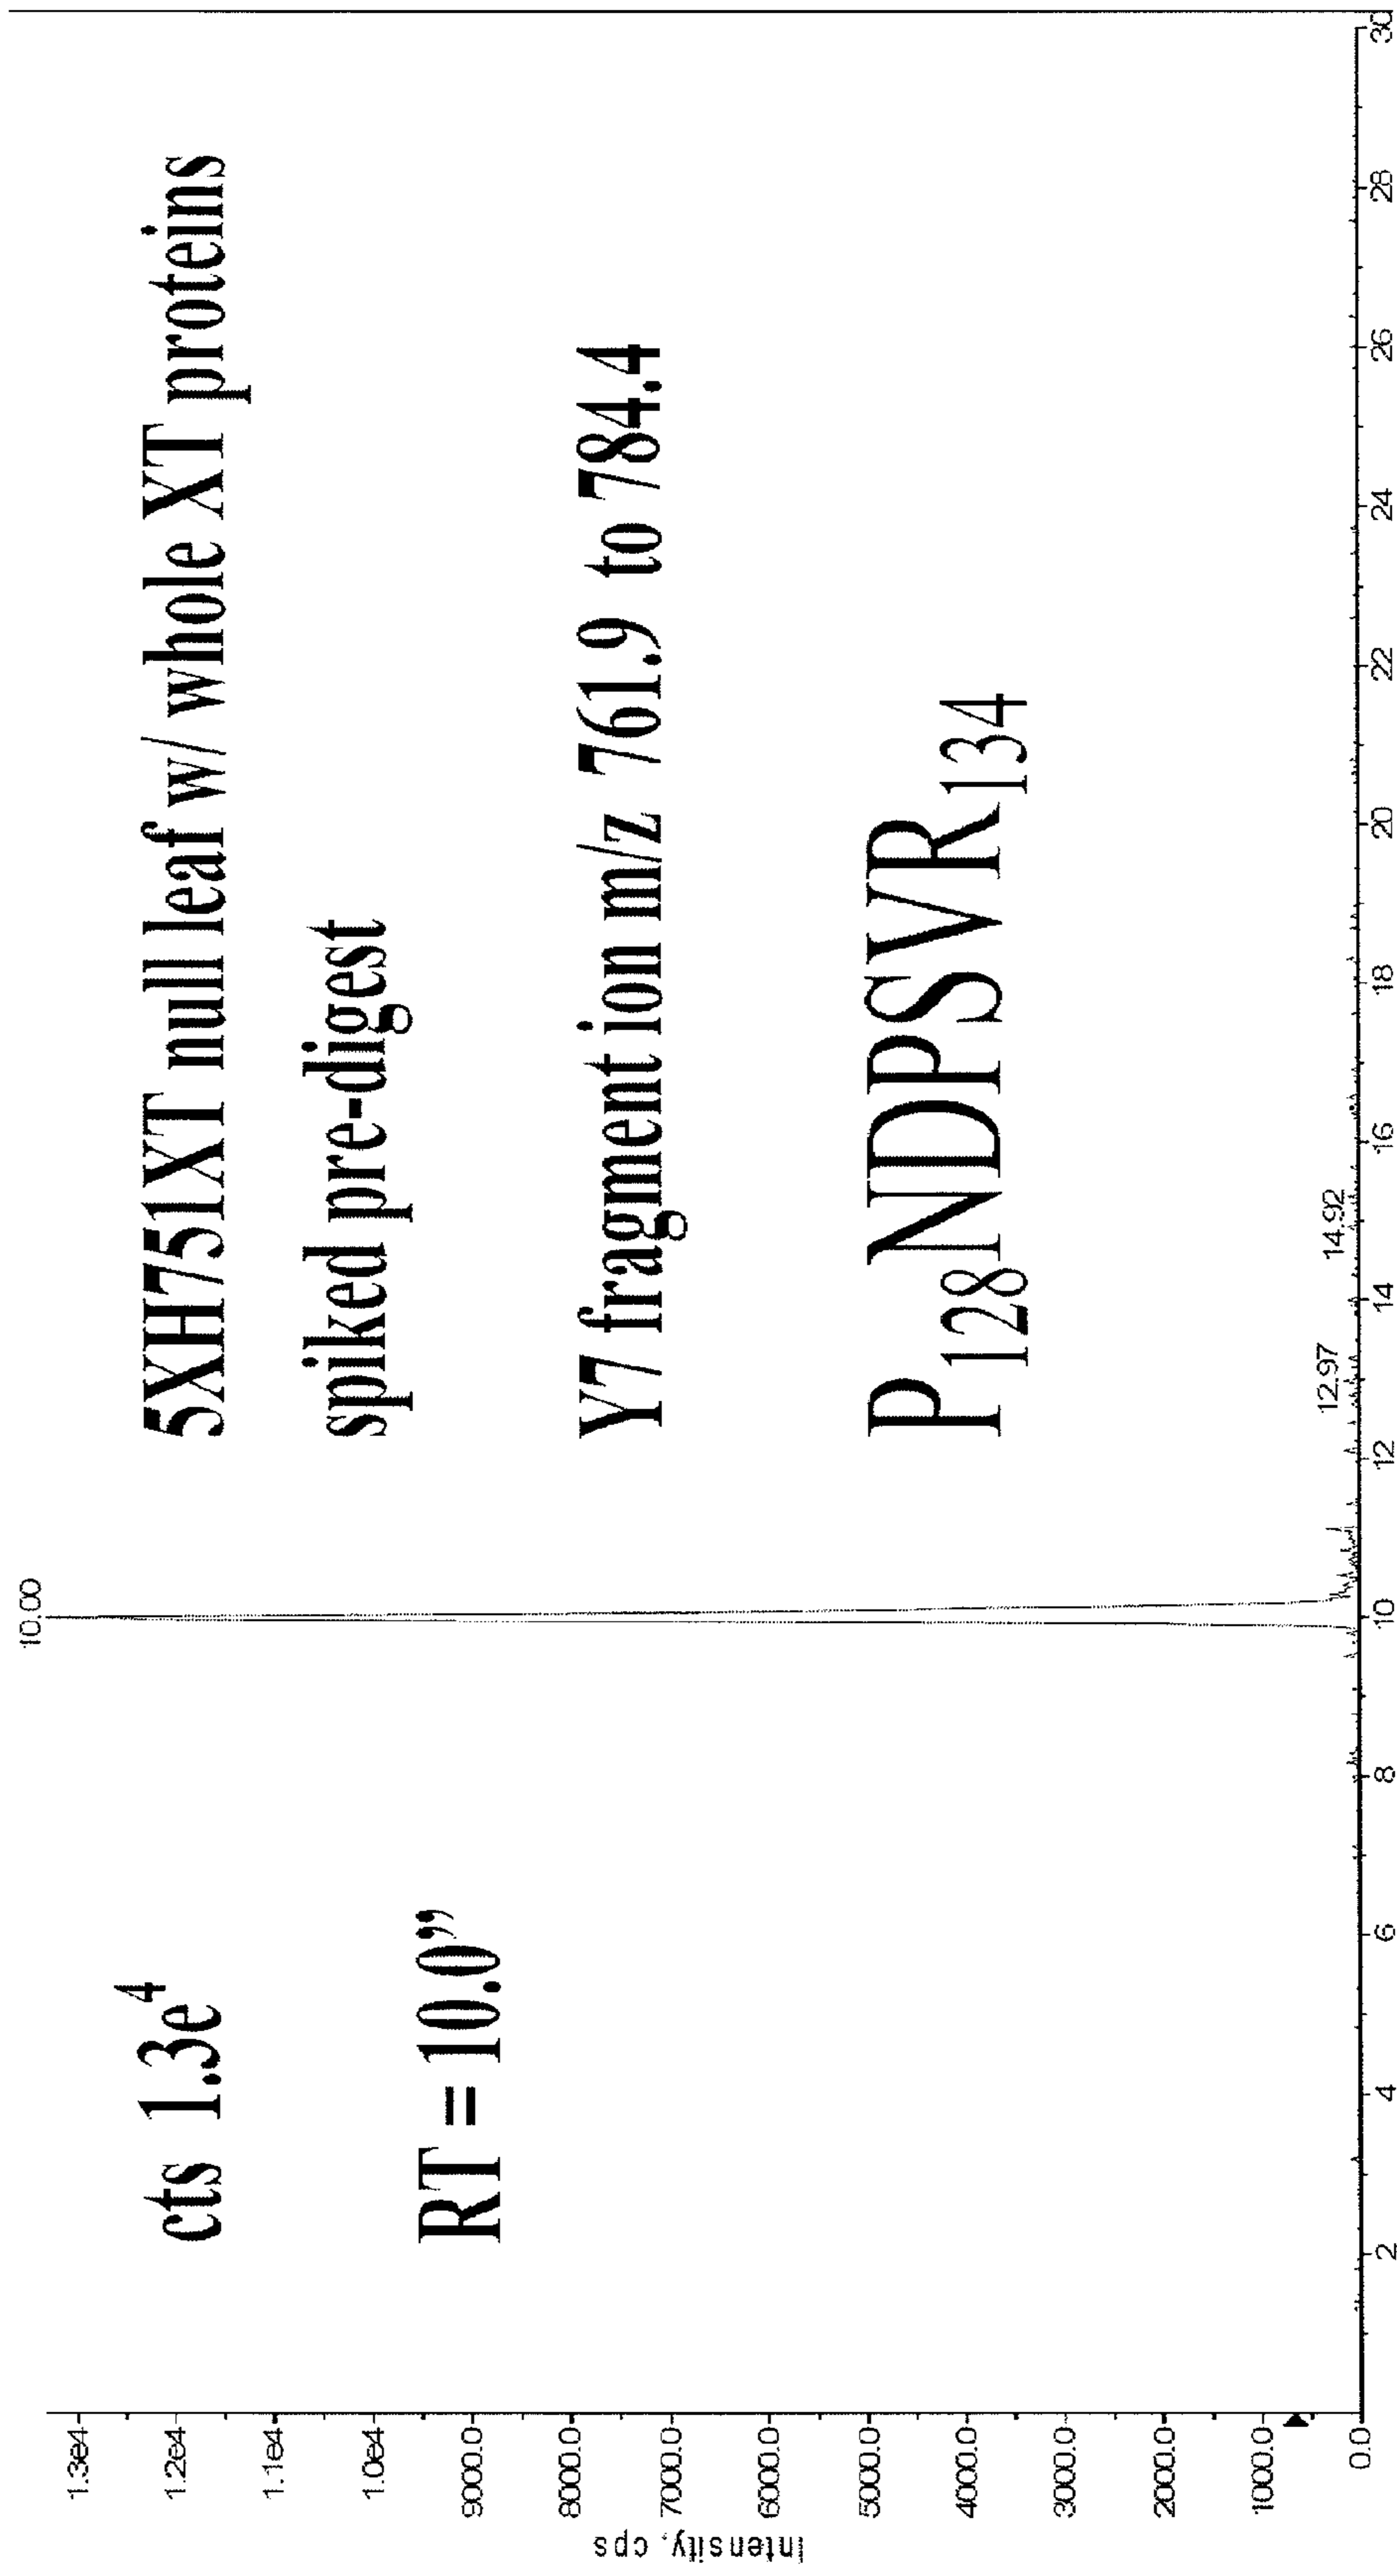 10.00
cts 1.3e4
RT = 10.0”
5XH751XT null leaf w/ whole XT proteins
spiked pre-digest
Y7 fragment ion m/z 761.9 to 784.4
P128NDPSVR134
Intensity, cps
1.3e4
1.2e4
1.1e4
1.0e4
9000.0
8000.0
7000.0
6000.0
5000.0
4000.0
3000.0
2000.0
1000.0
0.0
12.97
14.92
2 4 6 8 10 12 14 16 18 20 22 24 26 28 30